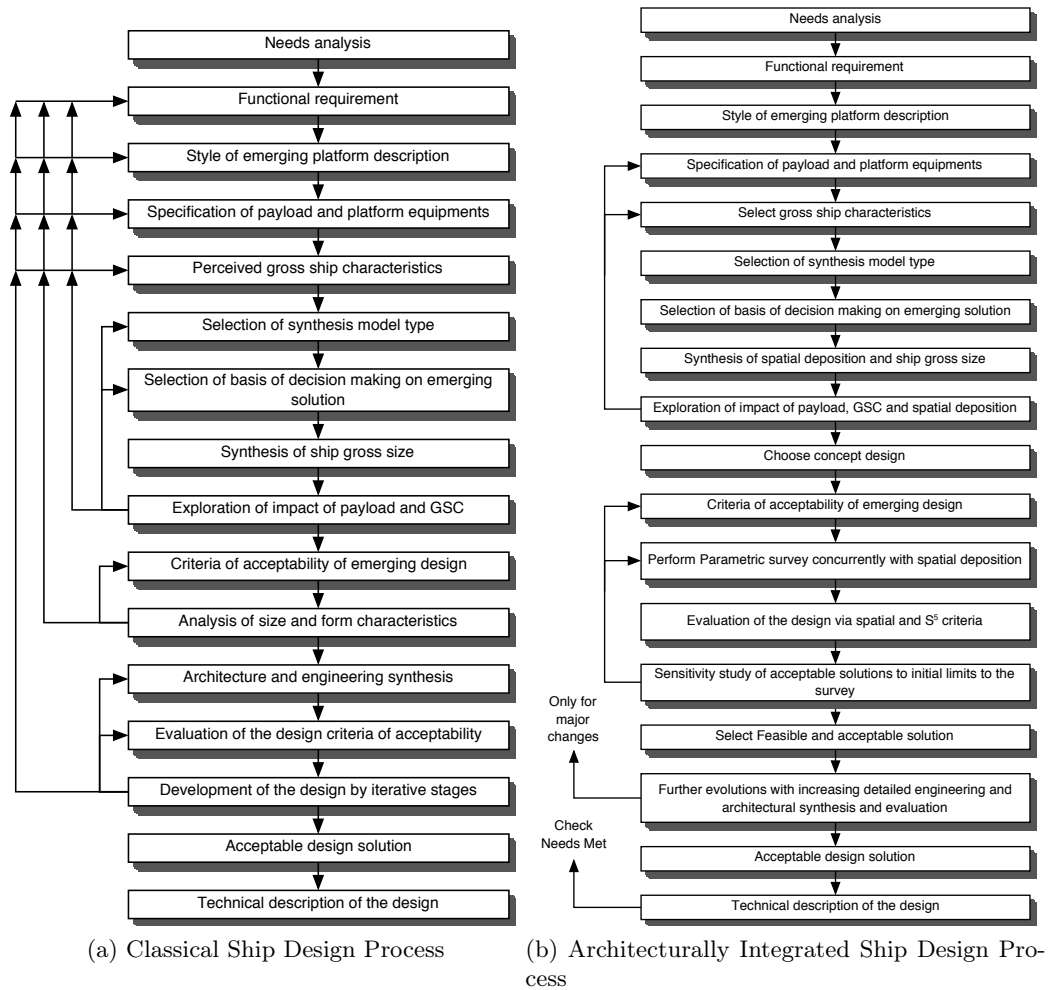 Needs analysis
Functional requirement
Style of emerging platform description
Specification of payload and platform equipments
Perceived gross ship characteristics
Selection of synthesis model type
Selection of basis of decision making on emerging
solution
Synthesis of ship gross size
Exploration of impact of payload and GSC
Criteria of acceptability of emerging design
Analysis of size and form characteristics
Architecture and engineering synthesis
Evaluation of the design criteria of acceptability
Development of the design by iterative stages
Acceptable design solution
Technical description of the design
(a) Classical Ship Design Process
Needs analysis
Functional requirement
Style of emerging platform description
Specification of payload and platform equipments
Select gross ship characteristics
Selection of synthesis model type
Selection of basis of decision making on emerging solution
Synthesis of spatial deposition and ship gross size
Exploration of impact of payload, GSC and spatial deposition
Choose concept design
Criteria of acceptability of emerging design
Perform Parametric survey concurrently with spatial deposition
Evaluation of the design via spatial and S⁵ criteria
Sensitivity study of acceptable solutions to initial limits to the
survey
Only for
major
changes
Select Feasible and acceptable solution
Further evolutions with increasing detailed engineering and
architectural synthesis and evaluation
Check
Needs Met
Acceptable design solution
Technical description of the design
(b) Architecturally Integrated Ship Design Pro-
cess